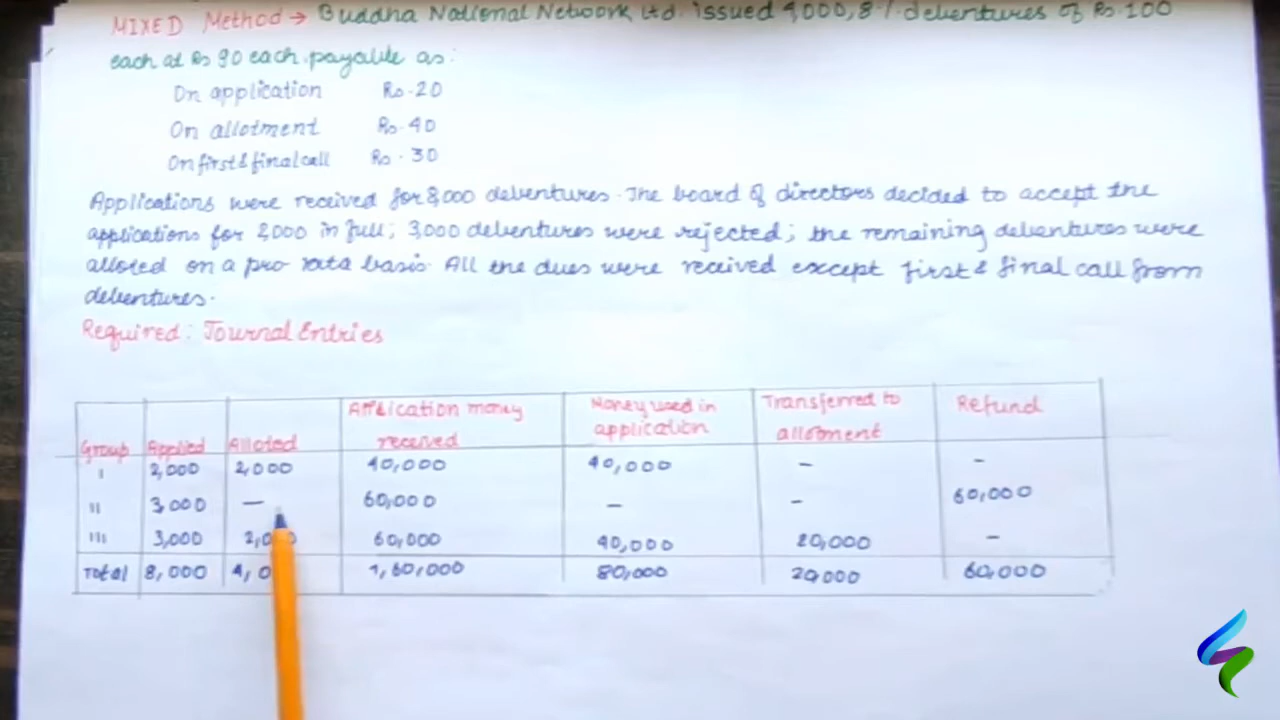 MIXED Method → Buddha National Network Ltd. issued 4,000, 8% debentures of Rs. 100
each at Rs 90 each payable as:
On application Rs. 20
On allotment Rs. 40
On first & final call Rs. 30
Applications were received for 8,000 debentures. The board of directors decided to accept the
applications for 2,000 in full; 3,000 debentures were rejected; the remaining debentures were
alloted on a pro rata basis. All the dues were received except first & final call from
debentures.
Required: Journal Entries
Group Applied Alloted Application money received Money used in application Transferred to allotment Refund
I 2,000 2,000 40,000 40,000 - -
II 3,000 — 60,000 - - 60,000
III 3,000 60,000 40,000 20,000 -
Total 8,000 1,60,000 80,000 20,000 60,000